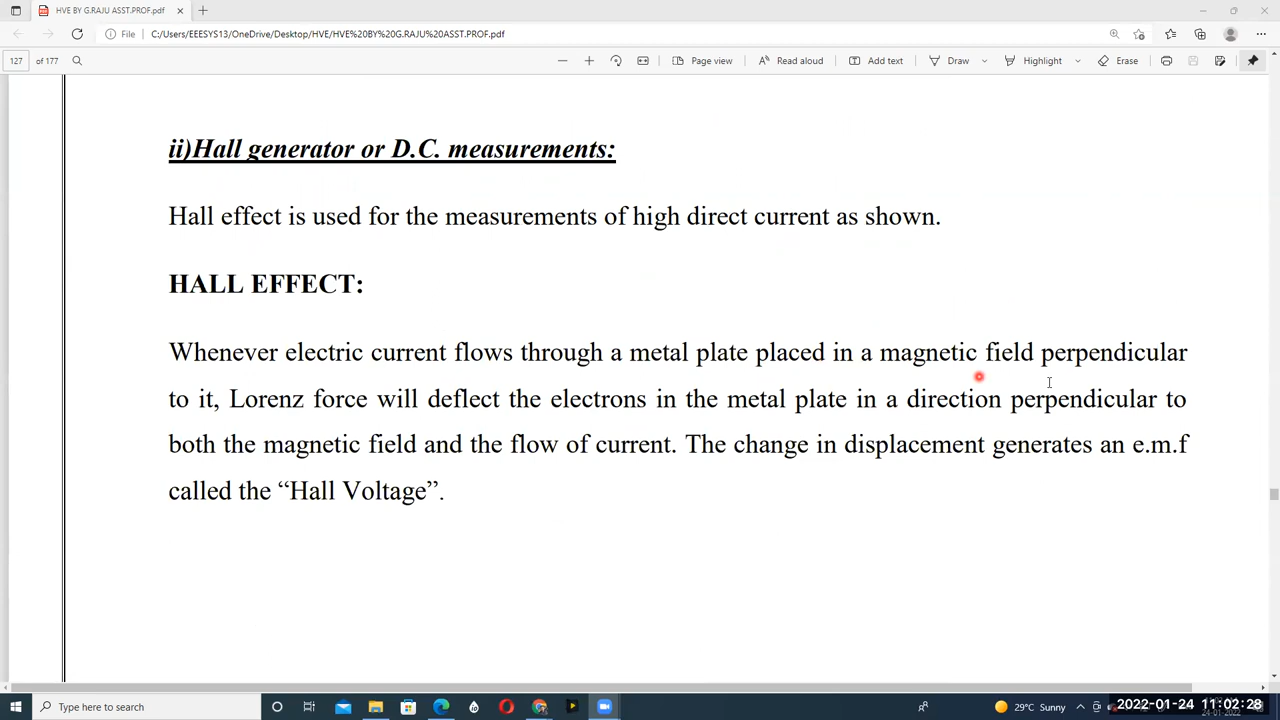 HVE BY G.RAJU ASST.PROF.pdf
File C:/Users/EEESYS13/OneDrive/Desktop/HVE/HVE%20BY%20G.RAJU%20ASST.PROF.pdf
127 of 177 Page view Read aloud Add text Draw Highlight Erase
ii)Hall generator or D.C. measurements:
Hall effect is used for the measurements of high direct current as shown.
HALL EFFECT:
Whenever electric current flows through a metal plate placed in a magnetic field perpendicular
to it, Lorenz force will deflect the electrons in the metal plate in a direction perpendicular to
both the magnetic field and the flow of current. The change in displacement generates an e.m.f
called the “Hall Voltage”.
Type here to search 29°C Sunny 2022-01-24 11:02:28
24-01-2022